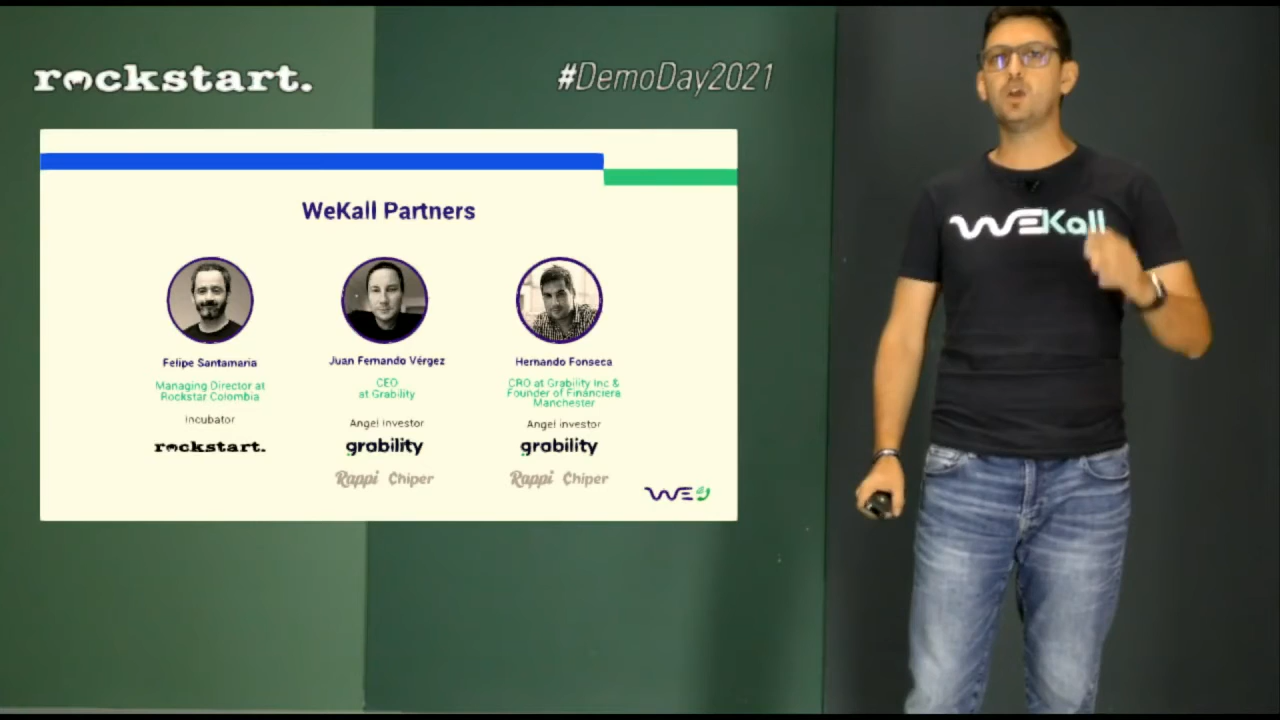 rockstart.
#DemoDay2021
WeKall Partners
Felipe Santamaria
Managing Director at
Rockstar Colombia
Incubator
rockstart.
Juan Fernando Vérgez
CEO
at Grability
Angel investor
grability
Rappi Chiper
Hernando Fonseca
CRO at Grability Inc &
Founder of Financiera
Manchester
Angel investor
grability
Rappi Chiper
WE
WEKall